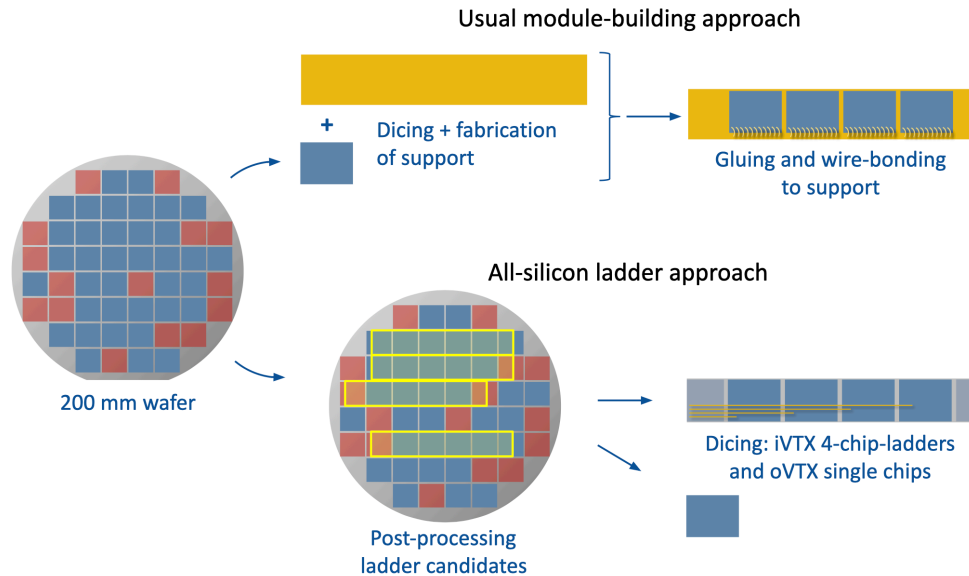 Usual module-building approach
+
Dicing + fabrication
of support
Gluing and wire-bonding
to support
200 mm wafer
All-silicon ladder approach
Post-processing
ladder candidates
Dicing: iVTX 4-chip-ladders
and oVTX single chips